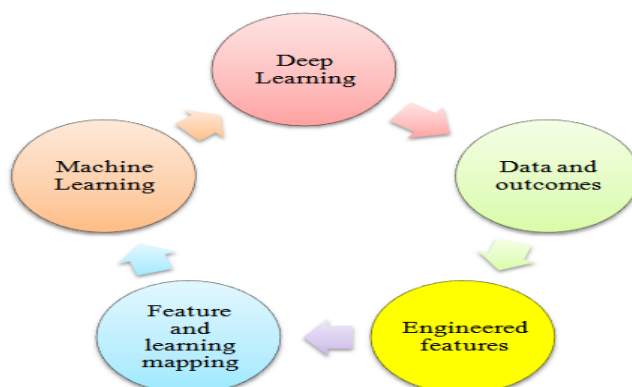 Deep
Learning
Data and
outcomes
Engineered
features
Feature
and
learning
mapping
Machine
Learning